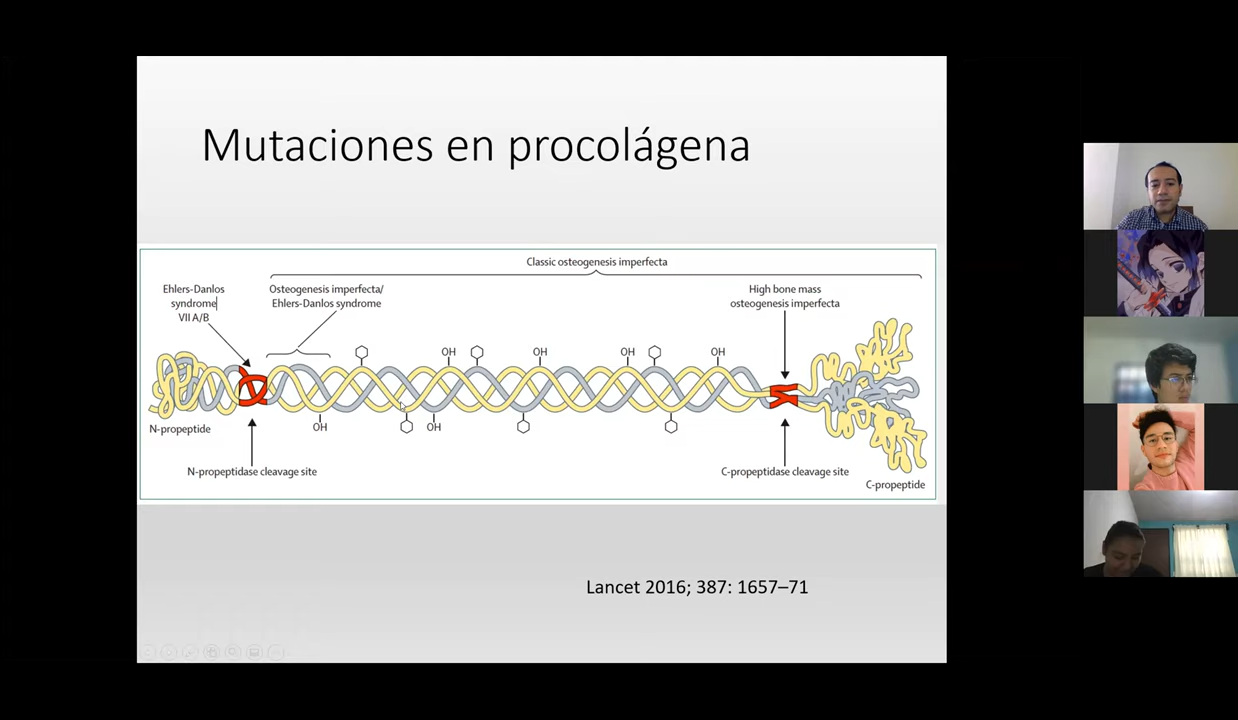 Mutaciones en procolágena
Classic osteogenesis imperfecta
Ehlers-Danlos
syndrome
VII A/B
Osteogenesis imperfecta/
Ehlers-Danlos syndrome
High bone mass
osteogenesis imperfecta
OH
OH
OH
OH
OH
OH
N-propeptide
N-propeptidase cleavage site
C-propeptidase cleavage site
C-propeptide
Lancet 2016; 387: 1657–71